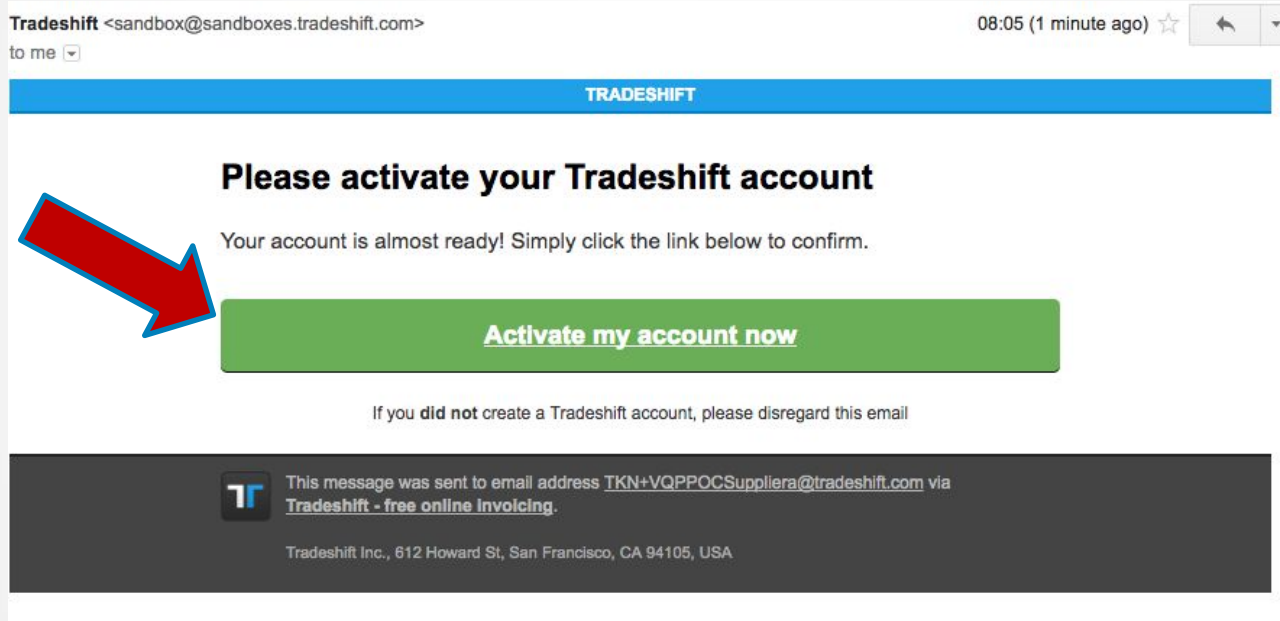 Tradeshift <sandbox@sandboxes.tradeshift.com> 08:05 (1 minute ago)
to me
TRADESHIFT
Please activate your Tradeshift account
Your account is almost ready! Simply click the link below to confirm.
Activate my account now
If you did not create a Tradeshift account, please disregard this email
This message was sent to email address TKN+VQPPOCSuppliera@tradeshift.com via
Tradeshift - free online invoicing.
Tradeshift Inc., 612 Howard St, San Francisco, CA 94105, USA